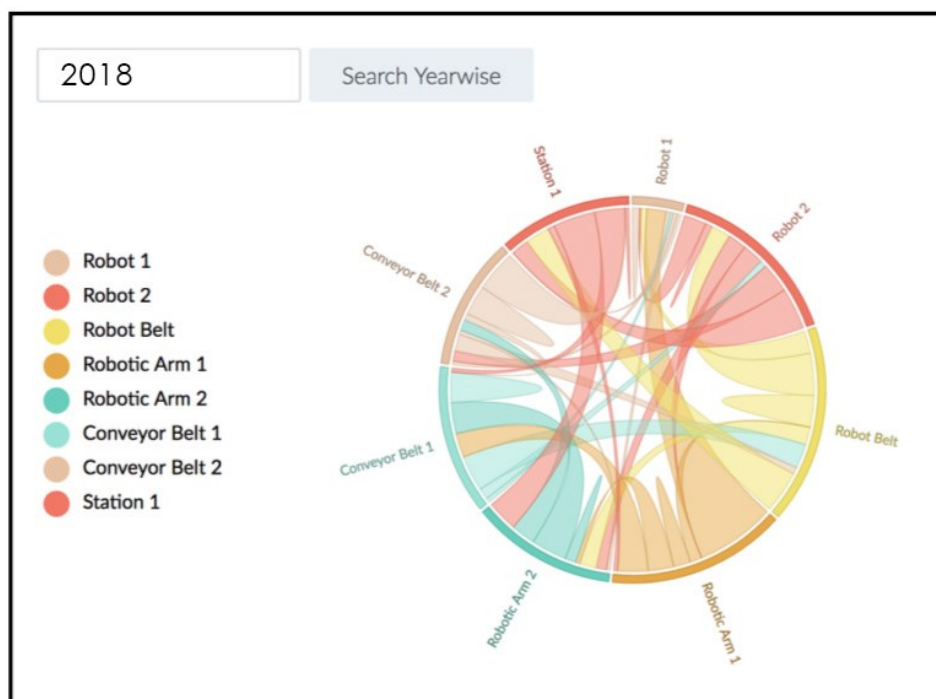 2018
Search Yearwise
Robot 1
Robot 2
Robot Belt
Robotic Arm 1
Robotic Arm 2
Conveyor Belt 1
Conveyor Belt 2
Station 1
Station 1
Robot 1
Robot 2
Conveyor Belt 2
Robot Belt
Conveyor Belt 1
Robotic Arm 2
Robotic Arm 1